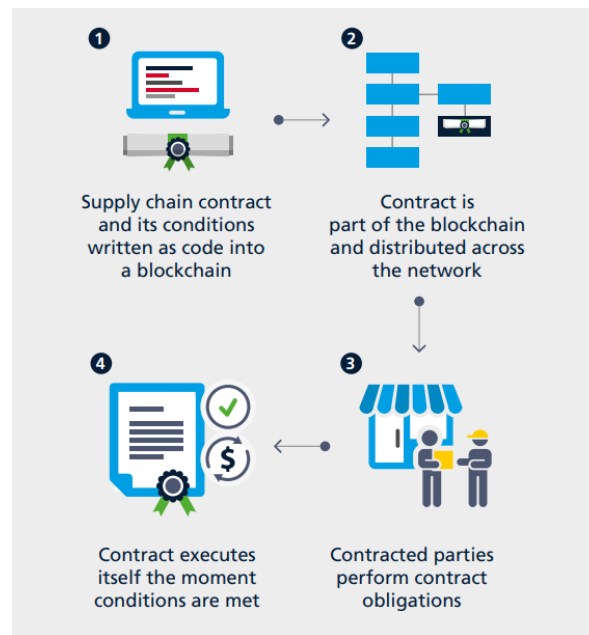 1
Supply chain contract
and its conditions
written as code into
a blockchain
2
Contract is
part of the blockchain
and distributed across
the network
3
Contracted parties
perform contract
obligations
4
$
Contract executes
itself the moment
conditions are met